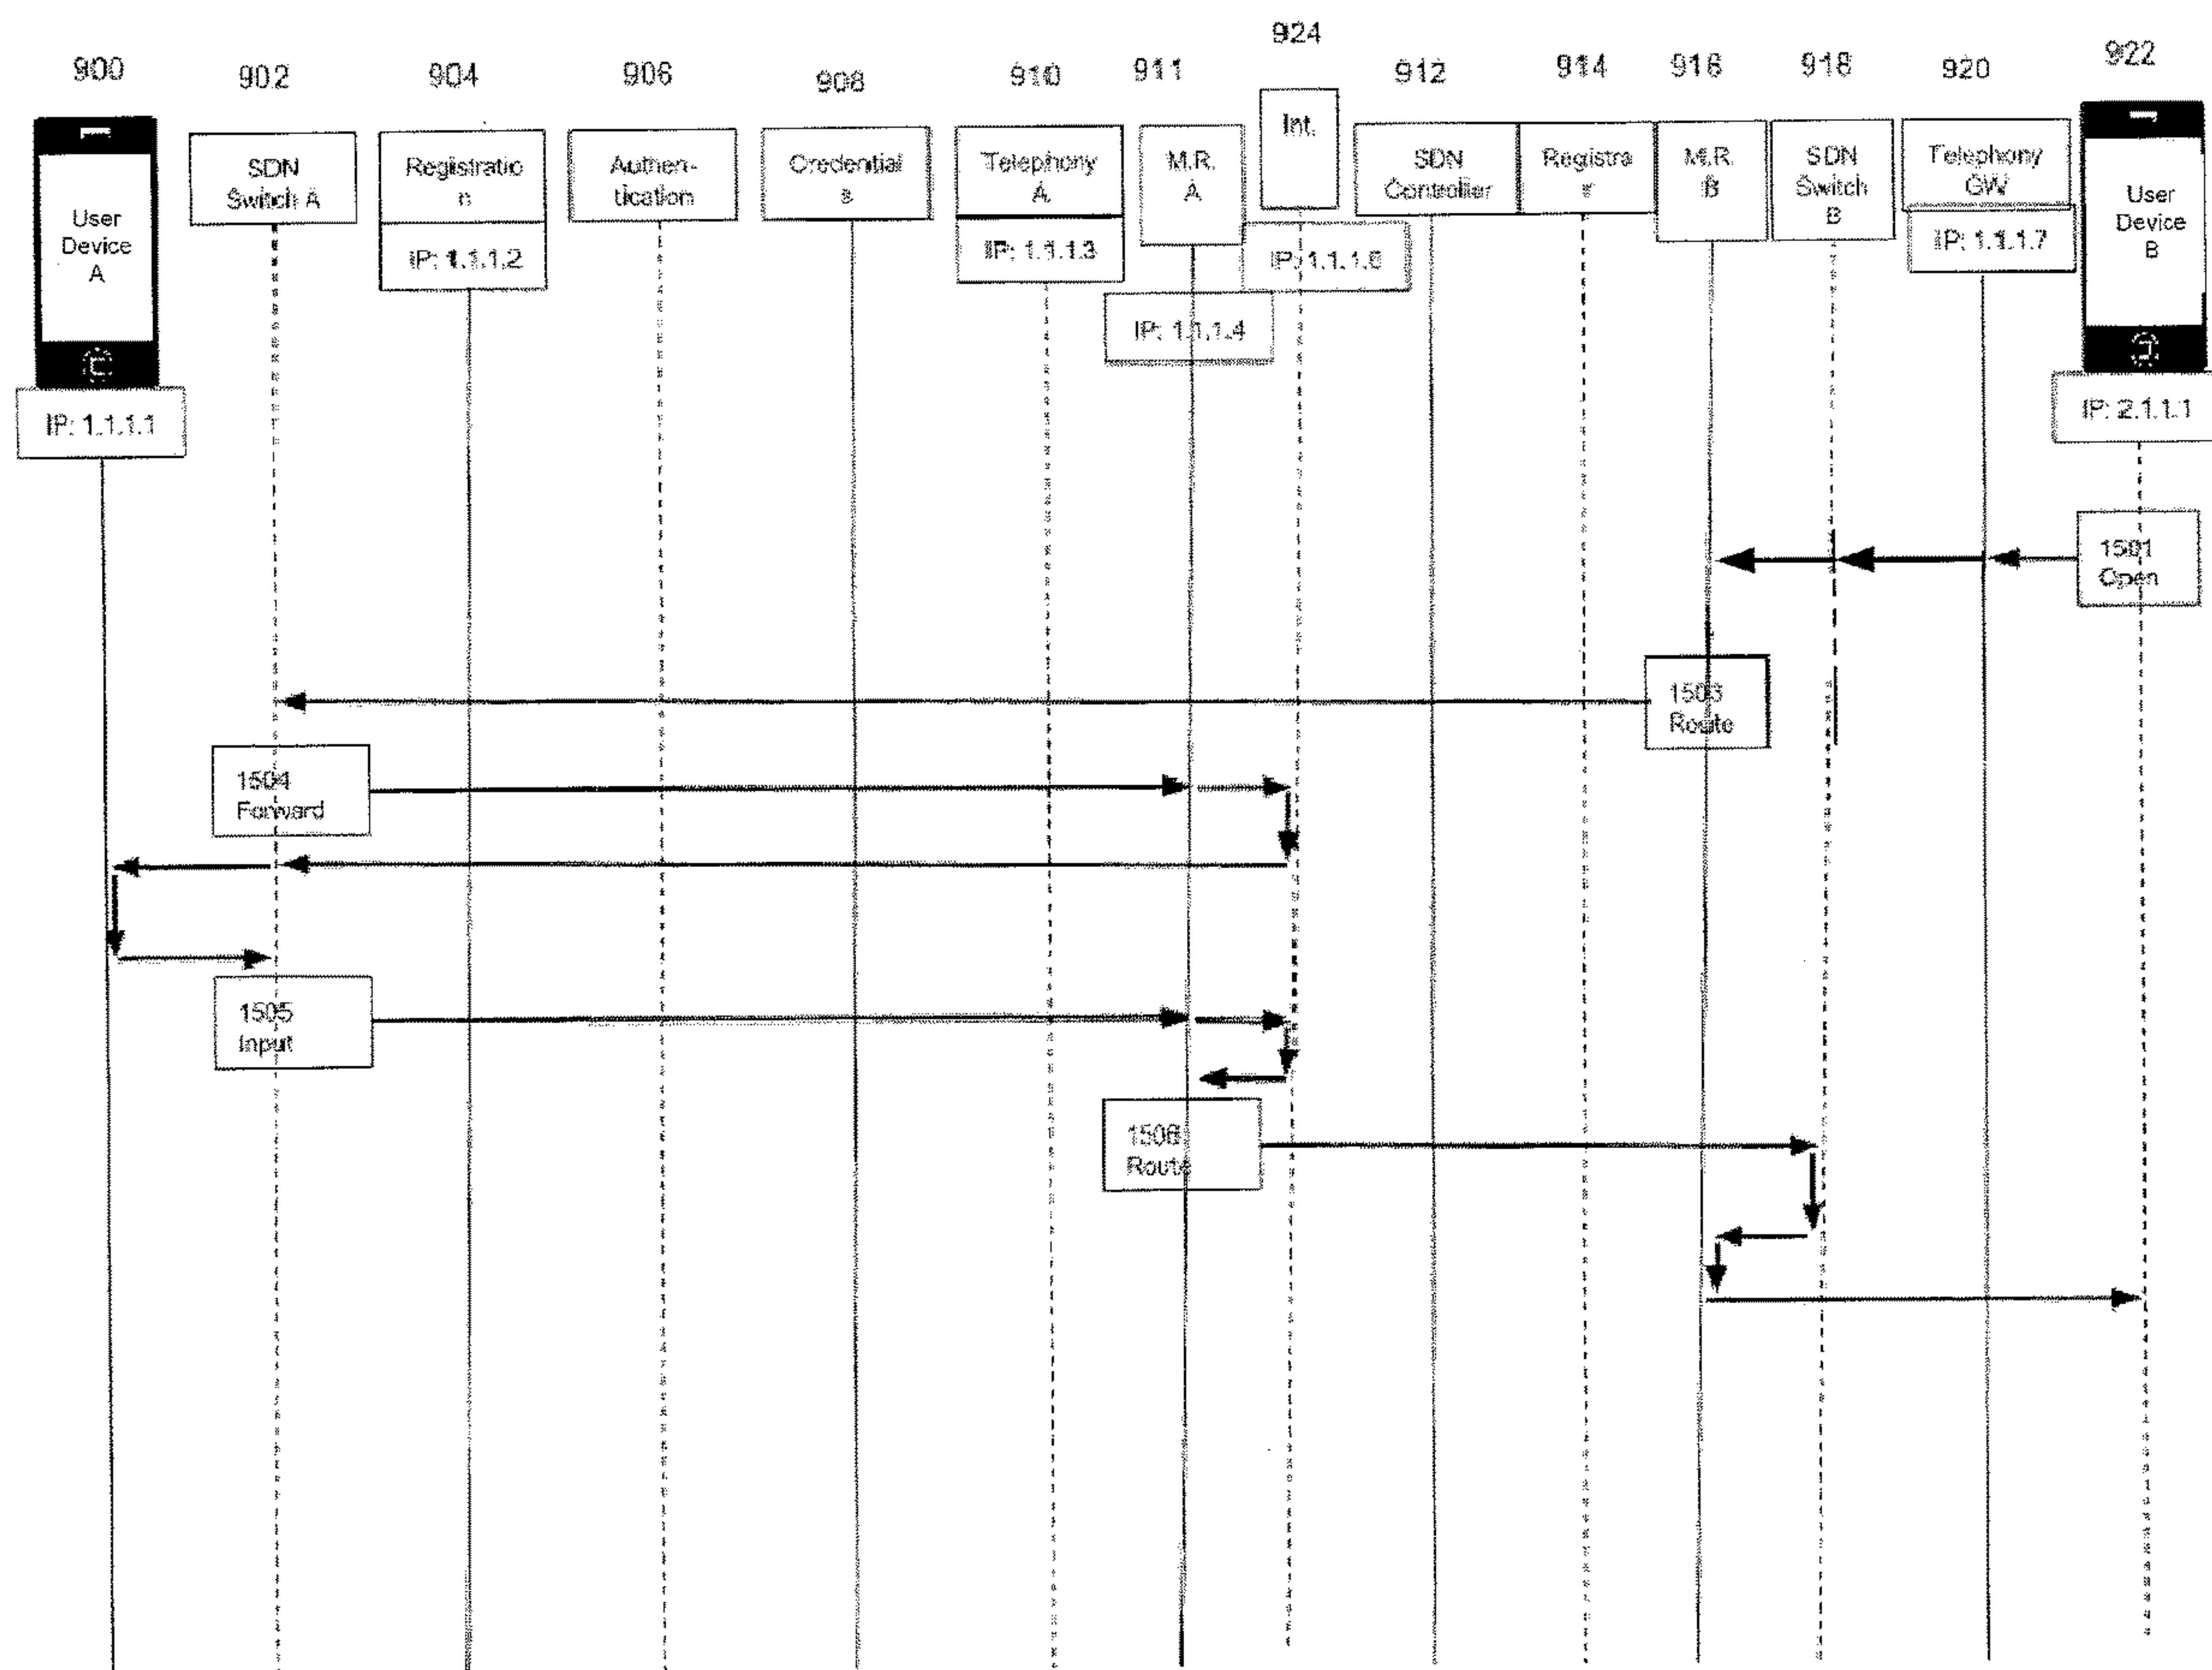 924
900
902
904
906
908
910
911
912
914
916
918
920
922
User
Device
A
IP: 1.1.1.1
SDN
Switch A
Registratio
n
IP: 1.1.1.2
Authen-
tication
Credential
s
Telephony
A
IP: 1.1.1.3
M.R.
A
IP: 1.1.1.4
Int.
SDN
Controller
Registra
r
M.R.
B
SDN
Switch
B
Telephony
GW
IP: 1.1.1.7
User
Device
B
IP: 2.1.1.1
1501
Open
1503
Route
1504
Forward
1505
Input
1506
Route